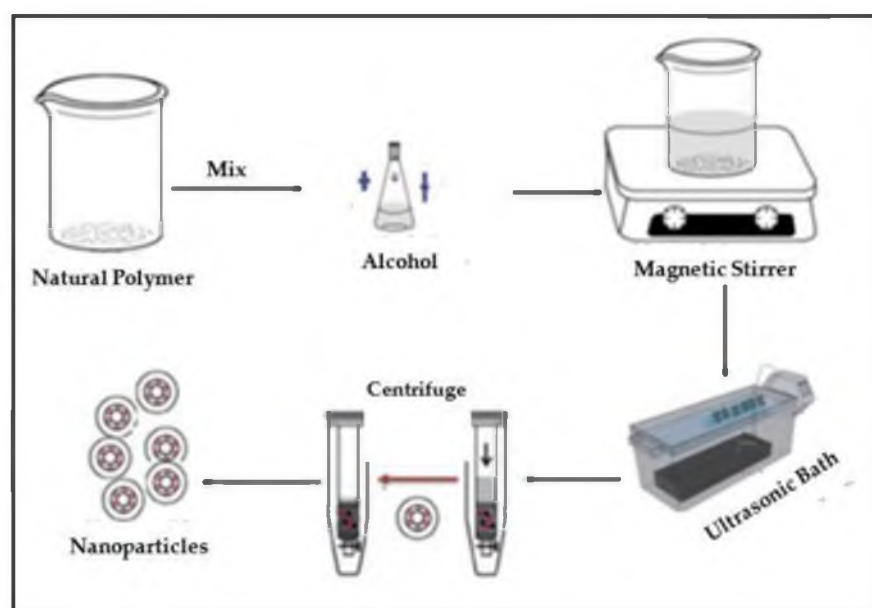 Mix
Natural Polymer
Alcohol
Magnetic Stirrer
Centrifuge
Ultrasonic Bath
Nanoparticles